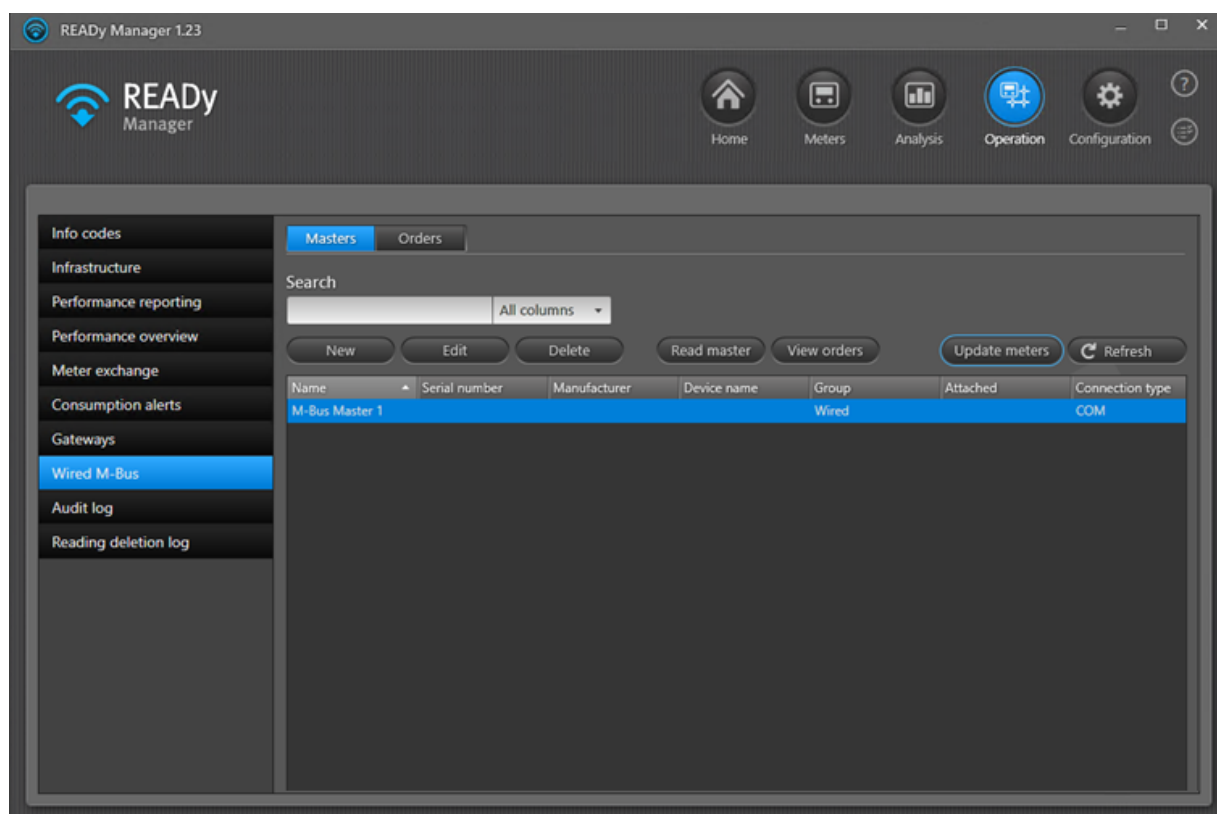 READy Manager 1.23
READy
Manager
Home Meters Analysis Operation Configuration
?
Info codes
Infrastructure
Performance reporting
Performance overview
Meter exchange
Consumption alerts
Gateways
Wired M-Bus
Audit log
Reading deletion log
Masters Orders
Search
All columns
New Edit Delete Read master View orders Update meters Refresh
Name Serial number Manufacturer Device name Group Attached Connection type
M-Bus Master 1 Wired COM